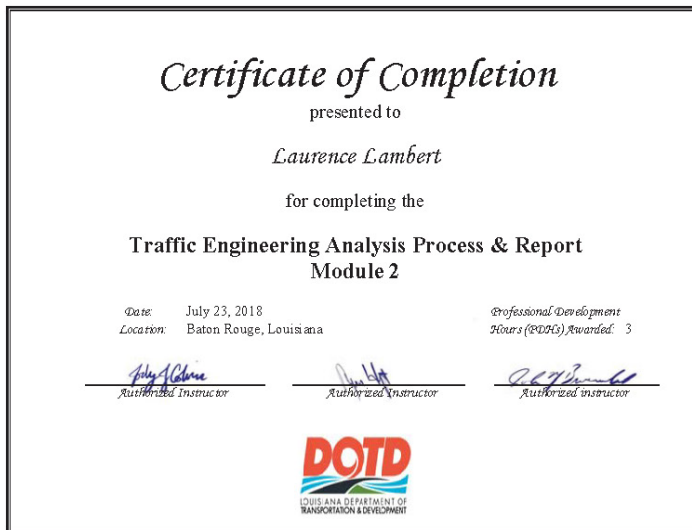 Certificate of Completion
presented to
Laurence Lambert
for completing the
Traffic Engineering Analysis Process & Report
Module 2
Date: July 23, 2018
Location: Baton Rouge, Louisiana
Professional Development
Hours (PDHs) Awarded: 3
Authorized Instructor
Authorized Instructor
Authorized instructor
DOTD
LOUISIANA DEPARTMENT OF
TRANSPORTATION & DEVELOPMENT